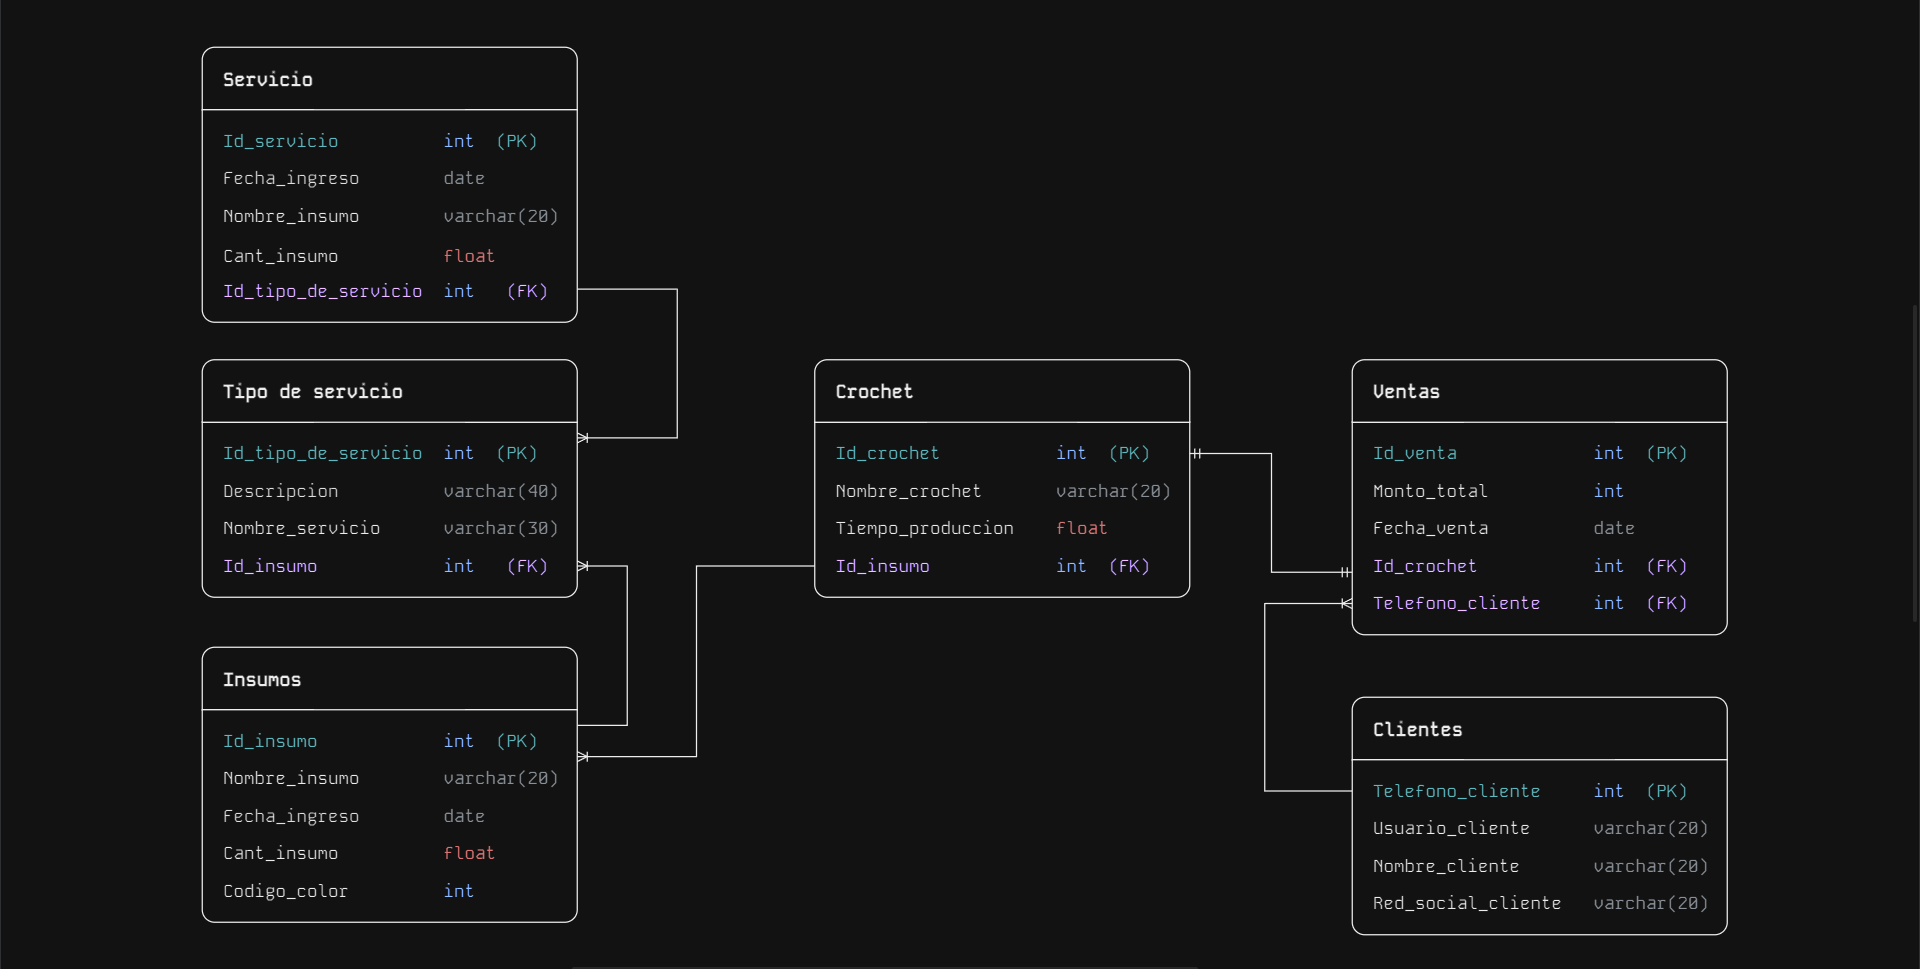 Servicio
Id_servicio int (PK)
Fecha_ingreso date
Nombre_insumo varchar(20)
Cant_insumo float
Id_tipo_de_servicio int (FK)
Tipo de servicio
Id_tipo_de_servicio int (PK)
Descripcion varchar(40)
Nombre_servicio varchar(30)
Id_insumo int (FK)
Insumos
Id_insumo int (PK)
Nombre_insumo varchar(20)
Fecha_ingreso date
Cant_insumo float
Codigo_color int
Crochet
Id_crochet int (PK)
Nombre_crochet varchar(20)
Tiempo_produccion float
Id_insumo int (FK)
Ventas
Id_venta int (PK)
Monto_total int
Fecha_venta date
Id_crochet int (FK)
Telefono_cliente int (FK)
Clientes
Telefono_cliente int (PK)
Usuario_cliente varchar(20)
Nombre_cliente varchar(20)
Red_social_cliente varchar(20)